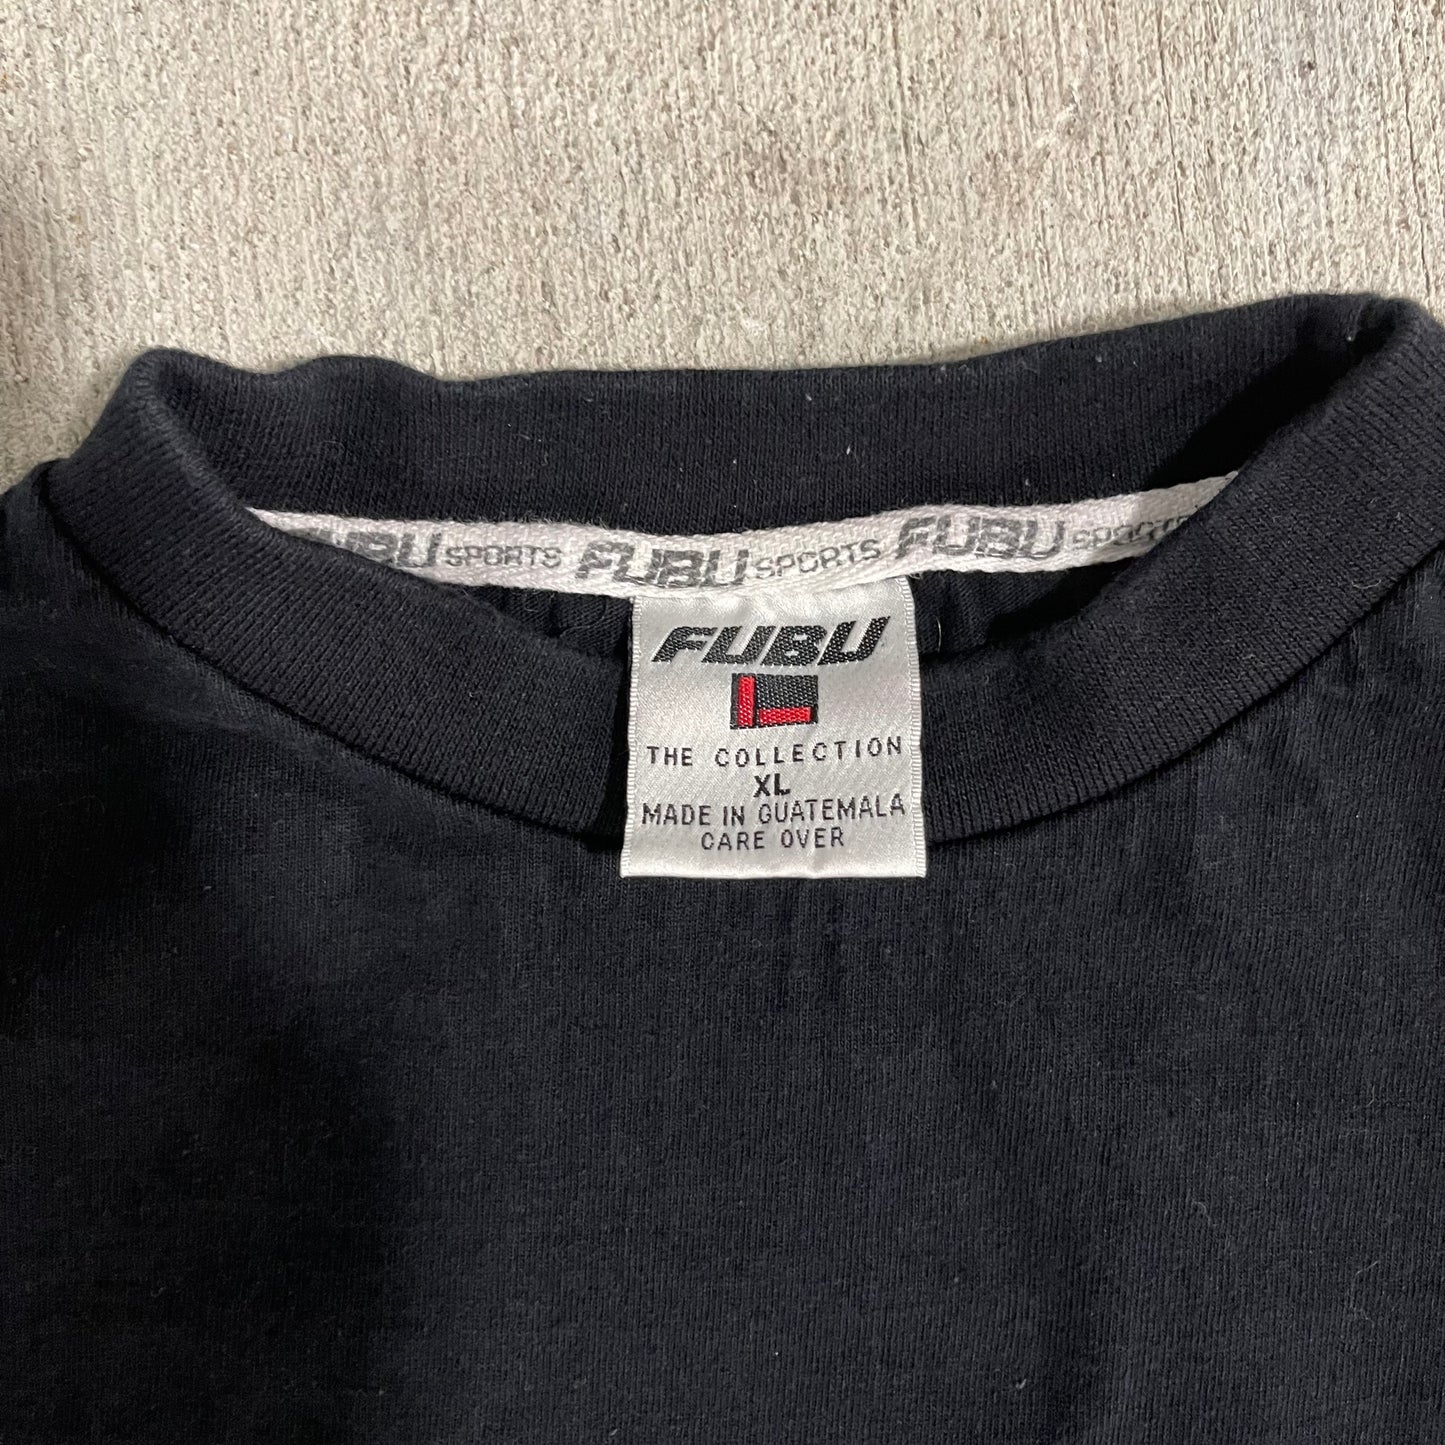 FUBU SPORTS FUBU SPORTS FUBU SPORTS
FUBU
THE COLLECTION
XL
MADE IN GUATEMALA
CARE OVER